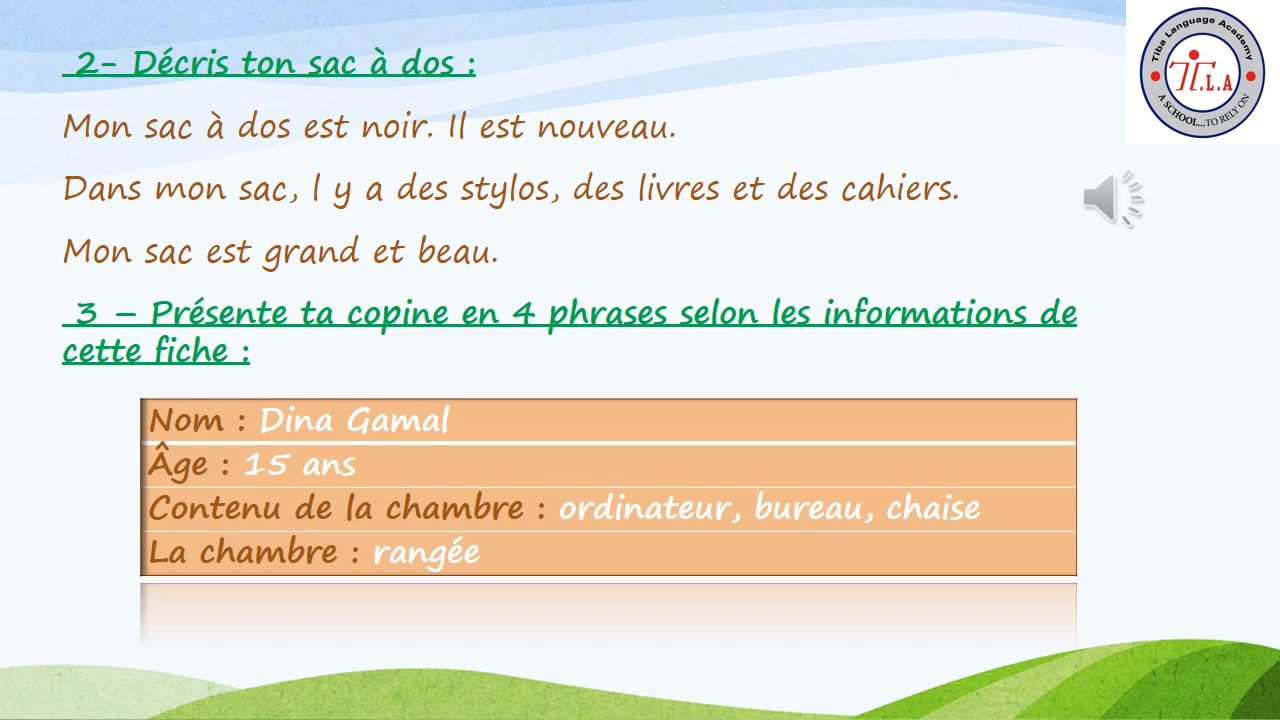 2- Décris ton sac à dos :
Mon sac à dos est noir. Il est nouveau.
Dans mon sac, l y a des stylos, des livres et des cahiers.
Mon sac est grand et beau.
3 – Présente ta copine en 4 phrases selon les informations de
cette fiche :
Nom : Dina Gamal
Âge : 15 ans
Contenu de la chambre : ordinateur, bureau, chaise
La chambre : rangée
Tiba Language Academy
T.L.A
A SCHOOL...TO RELY ON